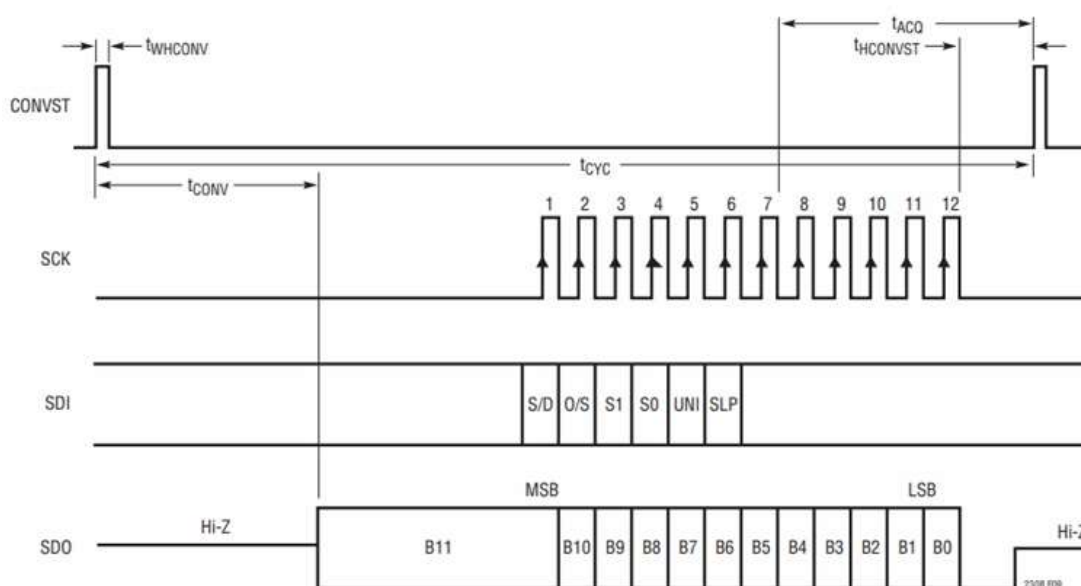 tACQ
tWHCONV
tHCONVST
CONVST
tCYC
tCONV
1 2 3 4 5 6 7 8 9 10 11 12
SCK
SDI
S/D O/S S1 S0 UNI SLP
MSB LSB
Hi-Z Hi-Z
SDO
B11 B10 B9 B8 B7 B6 B5 B4 B3 B2 B1 B0